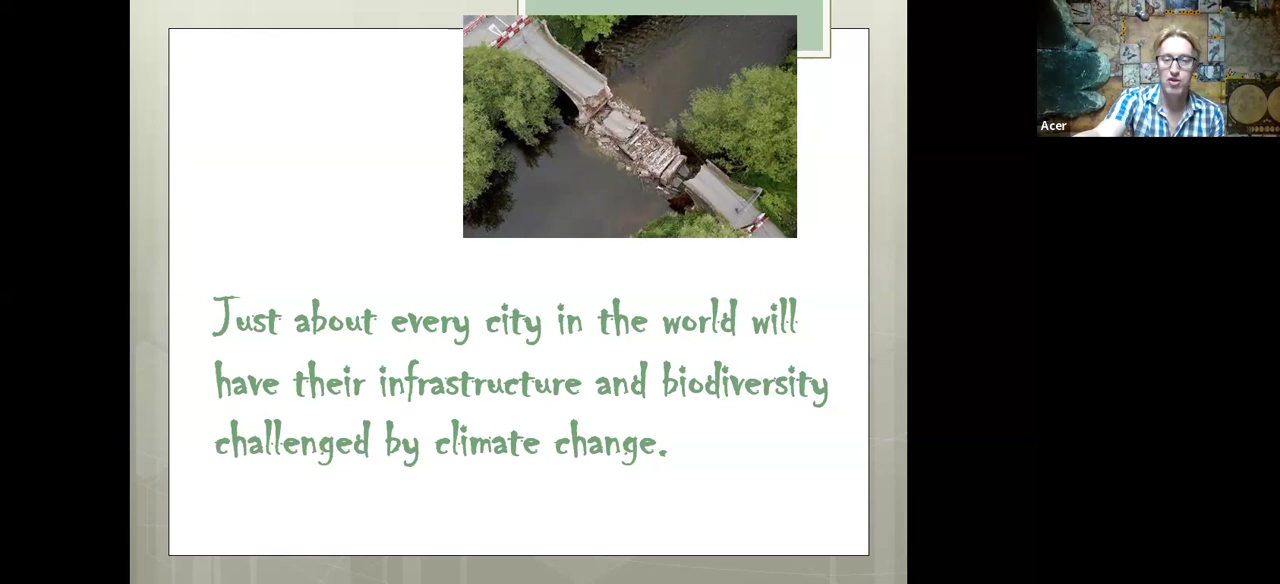 Acer
Just about every city in the world will
have their infrastructure and biodiversity
challenged by climate change.